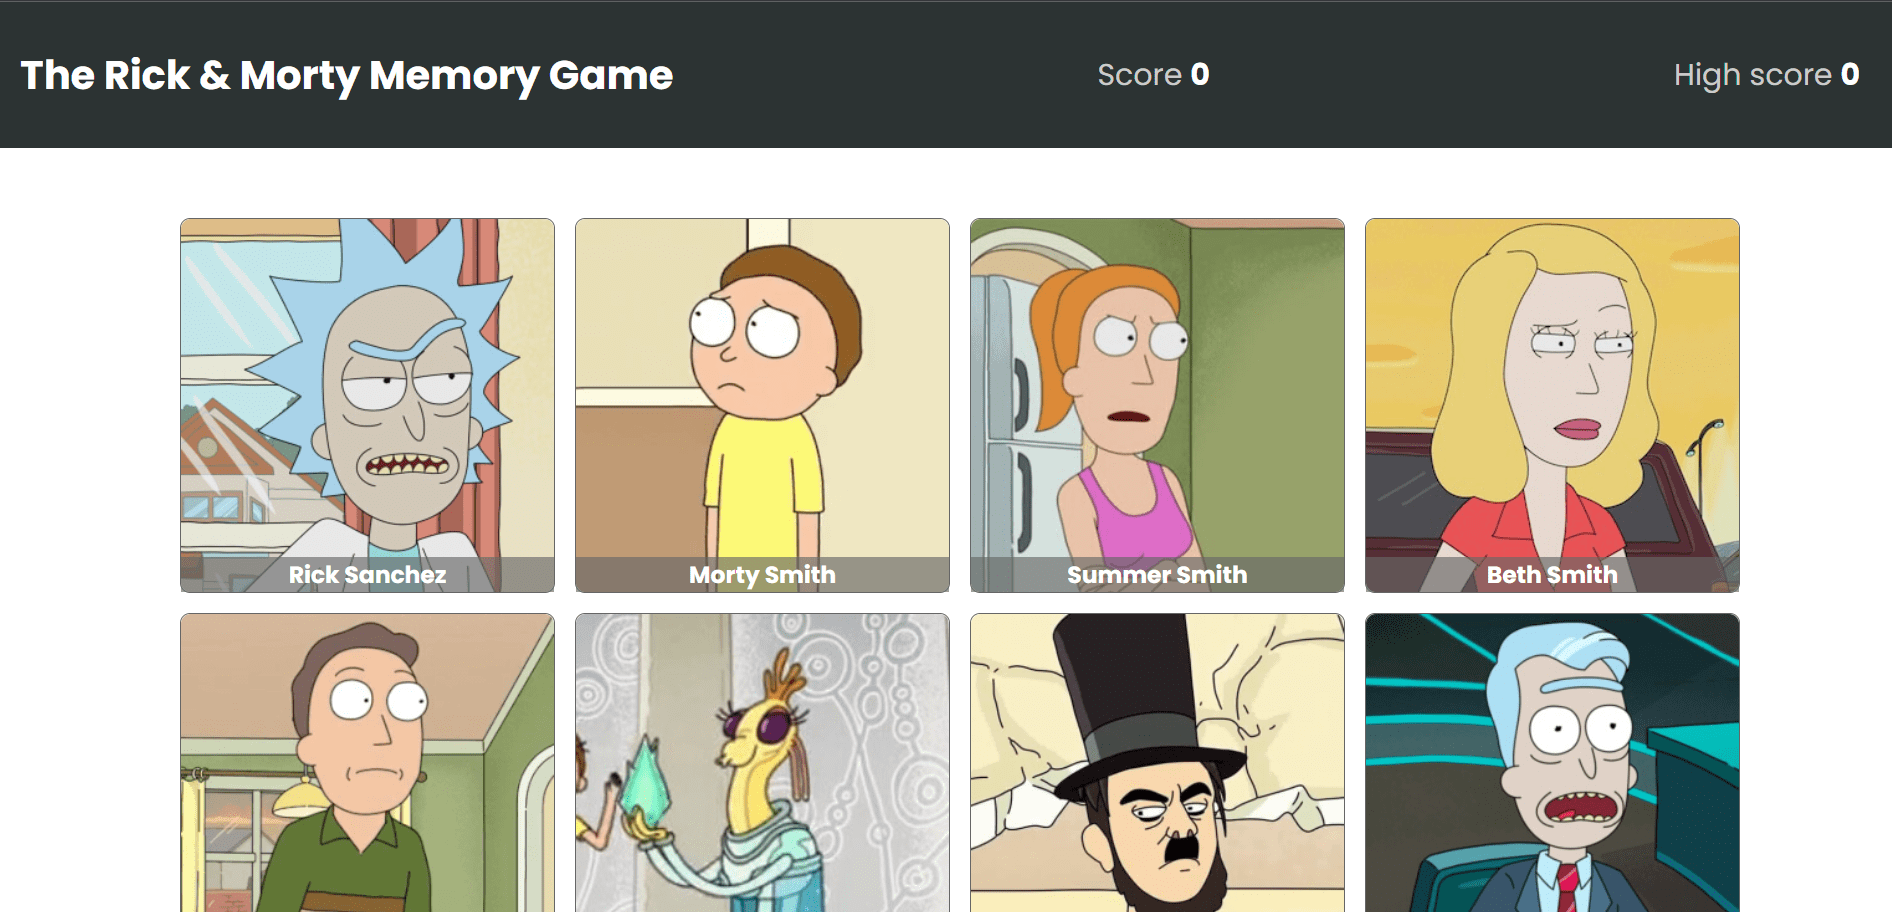 The Rick & Morty Memory Game
Score 0
High score 0
Rick Sanchez
Morty Smith
Summer Smith
Beth Smith